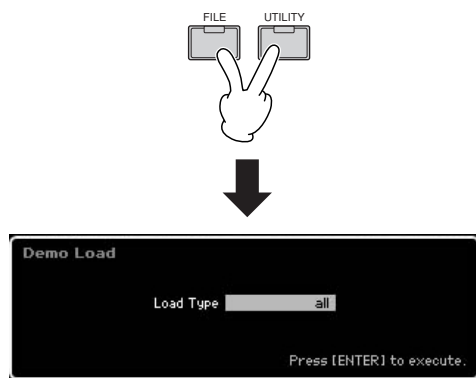 FILE UTILITY
Demo Load
Load Type all
Press [ENTER] to execute.